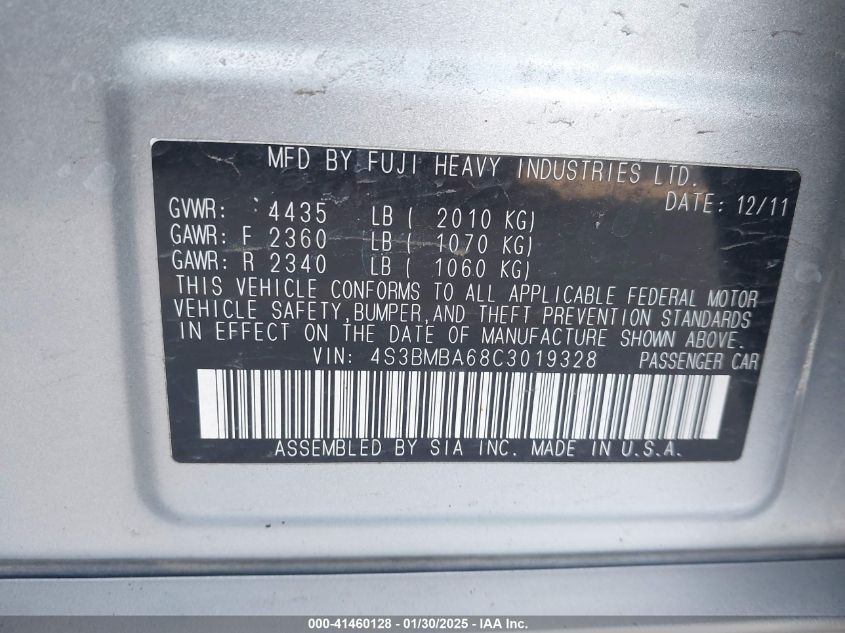 MFD BY FUJI HEAVY INDUSTRIES LTD.
DATE: 12/11
GVWR: 4435 LB ( 2010 KG)
GAWR: F 2360 LB ( 1070 KG)
GAWR: R 2340 LB ( 1060 KG)
THIS VEHICLE CONFORMS TO ALL APPLICABLE FEDERAL MOTOR
VEHICLE SAFETY, BUMPER, AND THEFT PREVENTION STANDARDS
IN EFFECT ON THE DATE OF MANUFACTURE SHOWN ABOVE.
VIN: 4S3BMBA68C3019328 PASSENGER CAR
ASSEMBLED BY SIA INC. MADE IN U.S.A.
000-41460128 - 01/30/2025 - IAA Inc.